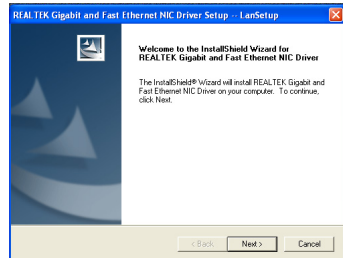 REALTEK Gigabit and Fast Ethernet NIC Driver Setup -- LanSetup
Welcome to the InstallShield Wizard for
REALTEK Gigabit and Fast Ethernet NIC Driver
The InstallShield® Wizard will install REALTEK Gigabit and
Fast Ethernet NIC Driver on your computer. To continue,
click Next.
< Back
Next >
Cancel